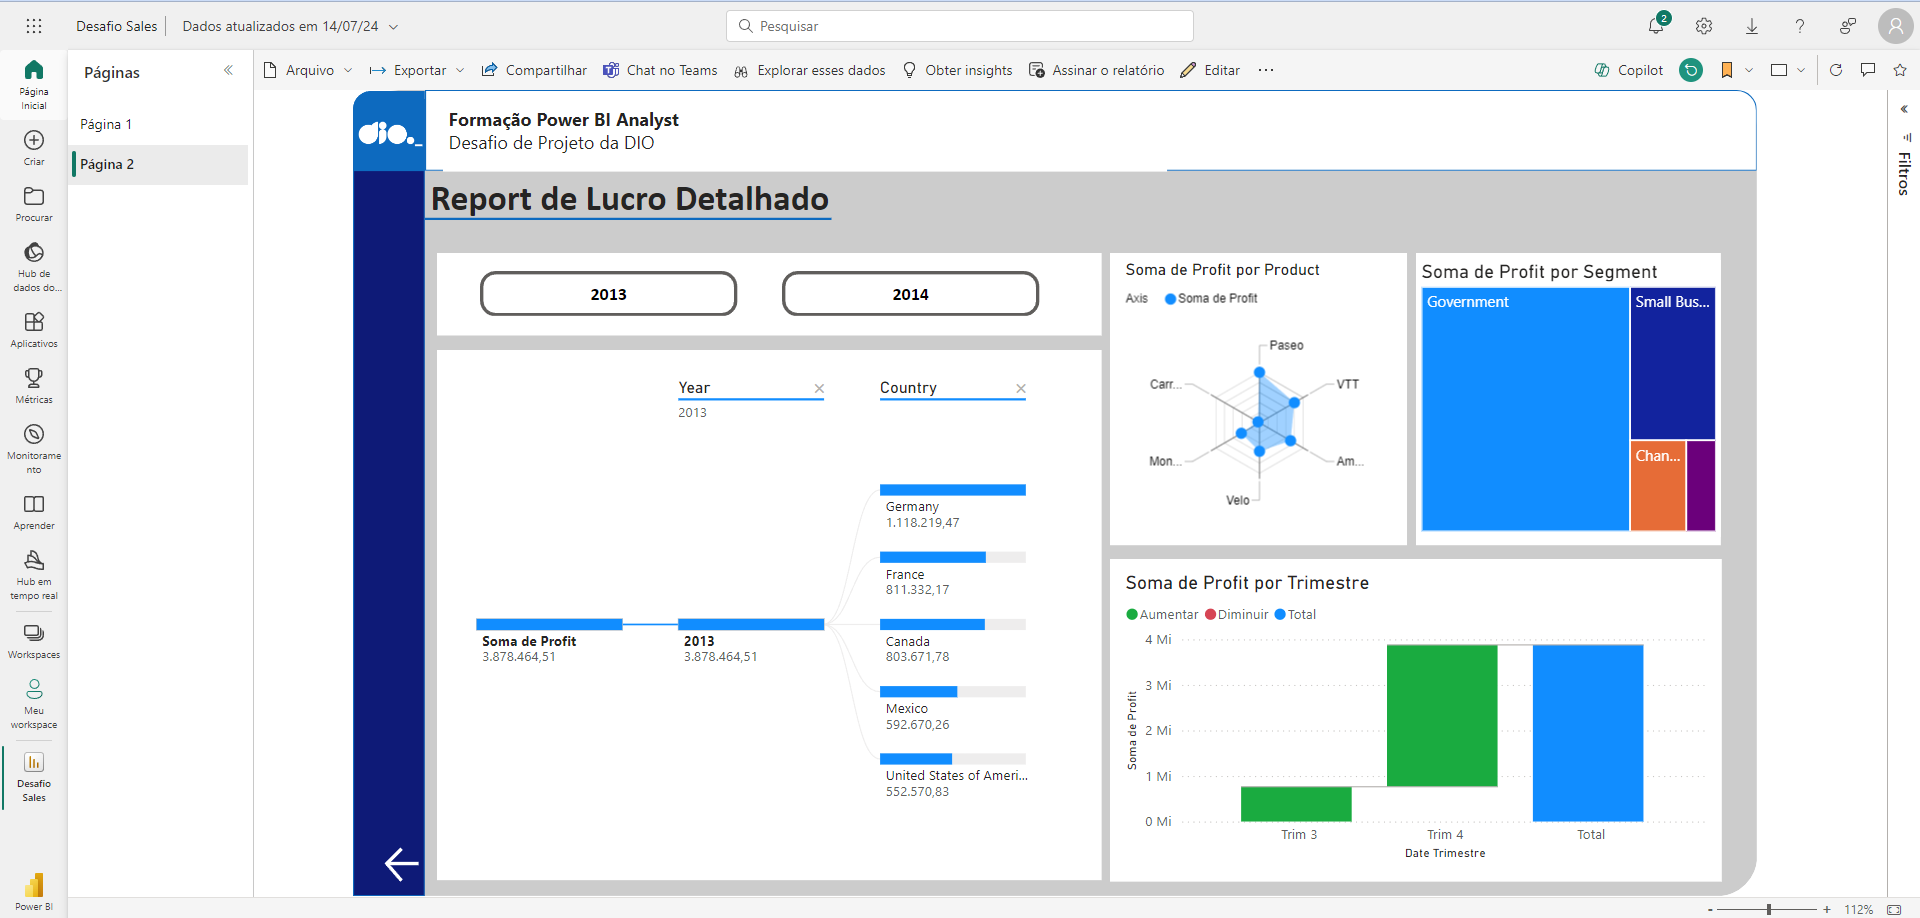 Desafio Sales
Dados atualizados em 14/07/24
Pesquisar
2
Página Inicial
Criar
Procurar
Hub de dados do...
Aplicativos
Métricas
Monitoramento
Aprender
Hub em tempo real
Workspaces
Meu workspace
Desafio Sales
Power BI
Páginas
Página 1
Página 2
Arquivo
Exportar
Compartilhar
Chat no Teams
Explorar esses dados
Obter insights
Assinar o relatório
Editar
Copilot
Filtros
dio._
Formação Power BI Analyst
Desafio de Projeto da DIO
Report de Lucro Detalhado
2013
2014
Year
2013
Country
Soma de Profit
3.878.464,51
2013
3.878.464,51
Germany
1.118.219,47
France
811.332,17
Canada
803.671,78
Mexico
592.670,26
United States of Ameri...
552.570,83
Soma de Profit por Product
Axis
Soma de Profit
Paseo
VTT
Am...
Velo
Mon...
Carr...
Soma de Profit por Segment
Government
Small Bus...
Chan...
Soma de Profit por Trimestre
Aumentar
Diminuir
Total
Soma de Profit
4 Mi
3 Mi
2 Mi
1 Mi
0 Mi
Trim 3
Trim 4
Total
Date Trimestre
- + 112%